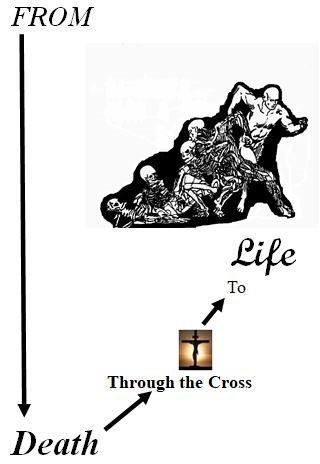 FROM
Life
To
Through the Cross
Death